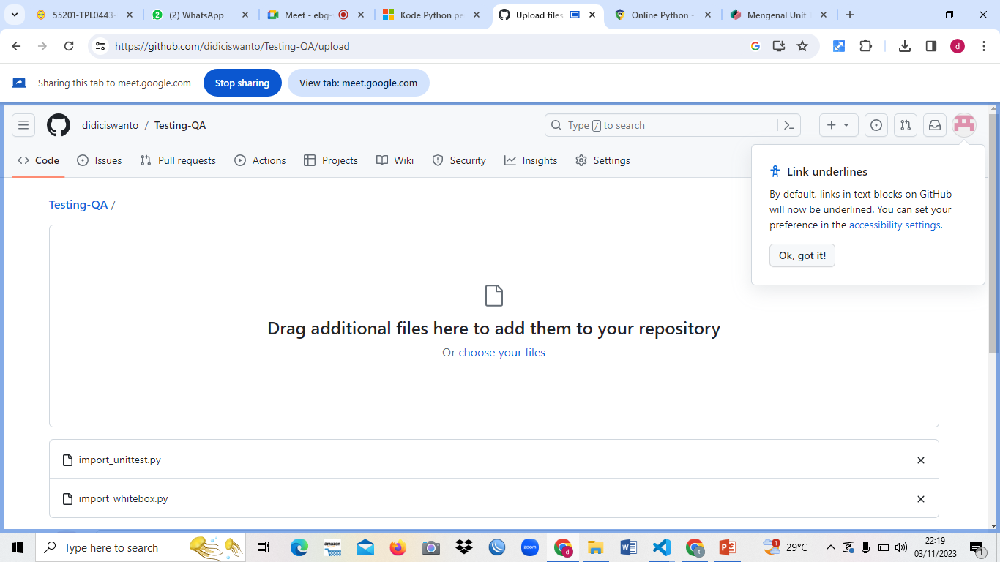 55201-TPL0443-
(2) WhatsApp
Meet - ebg-
Kode Python pe
Upload files
Online Python -
Mengenal Unit T
https://github.com/didiciswanto/Testing-QA/upload
d
Sharing this tab to meet.google.com
Stop sharing
View tab: meet.google.com
didiciswanto / Testing-QA
Type / to search
Code
Issues
Pull requests
Actions
Projects
Wiki
Security
Insights
Settings
Link underlines
By default, links in text blocks on GitHub
will now be underlined. You can set your
preference in the accessibility settings.
Ok, got it!
Testing-QA /
Drag additional files here to add them to your repository
Or choose your files
import_unittest.py
import_whitebox.py
Type here to search
amazon
zoom
d
t
1
29°C
22:19
03/11/2023
1